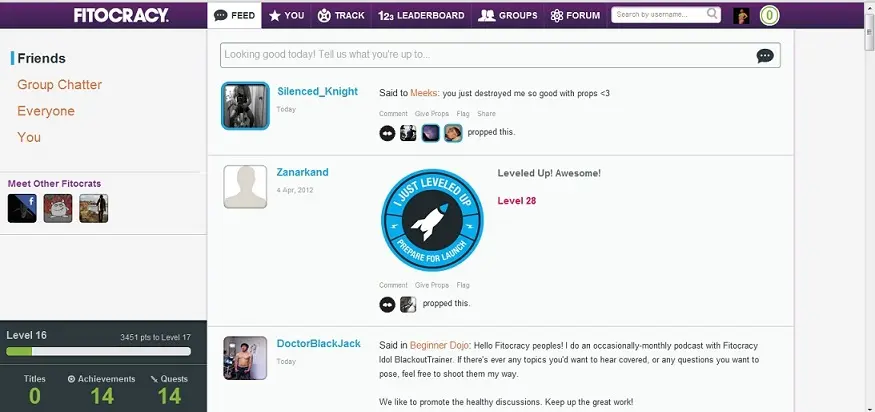 FITOCRACY.
FEED
YOU
TRACK
123 LEADERBOARD
GROUPS
FORUM
Search by username...
0
Friends
Group Chatter
Everyone
You
Meet Other Fitocrats
Level 16
3451 pts to Level 17
Titles
Achievements
Quests
0
14
14
Looking good today! Tell us what you're up to...
Silenced_Knight
Today
Said to Meeks: you just destroyed me so good with props <3
Comment Give Props Flag Share
propped this.
Zanarkand
4 Apr, 2012
I JUST LEVELED UP
PREPARE FOR LAUNCH
Leveled Up! Awesome!
Level 28
Comment Give Props Flag
propped this.
DoctorBlackJack
Today
Said in Beginner Dojo: Hello Fitocracy peoples! I do an occasionally-monthly podcast with Fitocracy
Idol BlackoutTrainer. If there's ever any topics you'd want to hear covered, or any questions you want to
pose, feel free to shoot them my way.
We like to promote the healthy discussions. Keep up the great work!